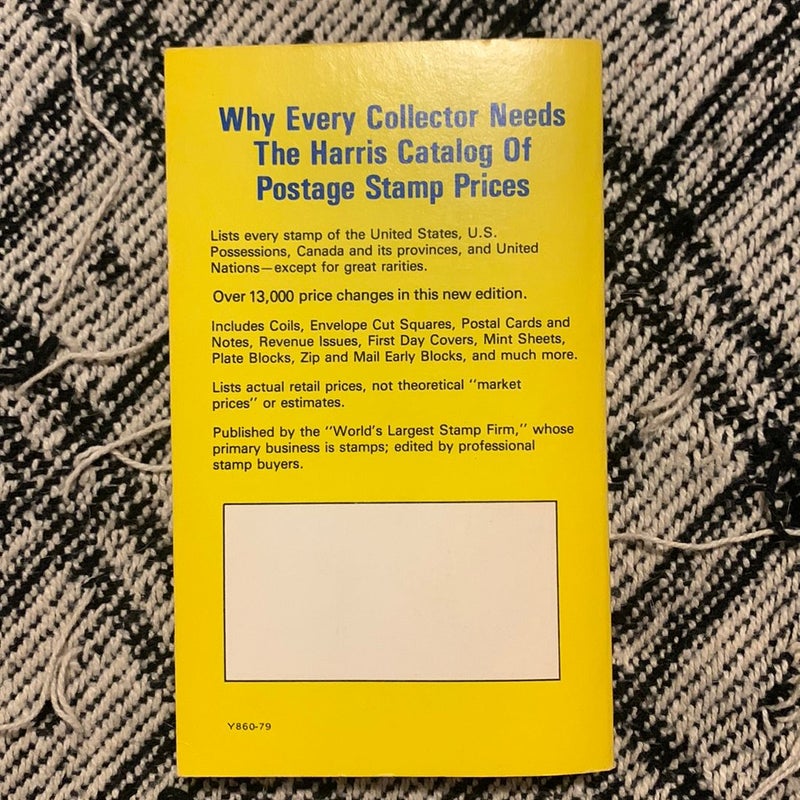 Why Every Collector Needs
The Harris Catalog Of
Postage Stamp Prices
Lists every stamp of the United States, U.S.
Possessions, Canada and its provinces, and United
Nations—except for great rarities.
Over 13,000 price changes in this new edition.
Includes Coils, Envelope Cut Squares, Postal Cards and
Notes, Revenue Issues, First Day Covers, Mint Sheets,
Plate Blocks, Zip and Mail Early Blocks, and much more.
Lists actual retail prices, not theoretical "market
prices" or estimates.
Published by the "World's Largest Stamp Firm," whose
primary business is stamps; edited by professional
stamp buyers.
Y860-79